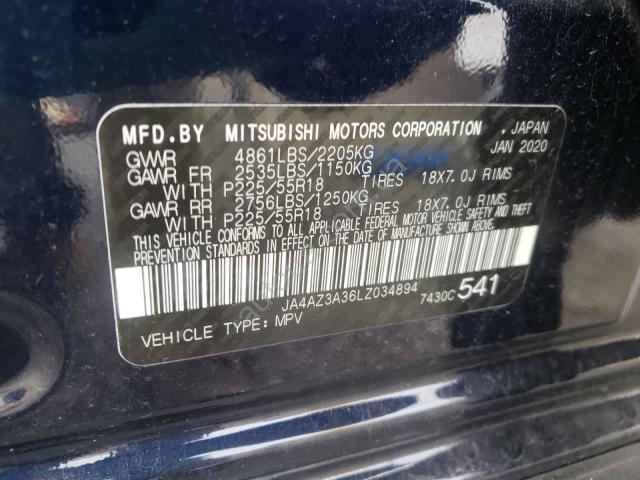 MFD.BY MITSUBISHI MOTORS CORPORATION , JAPAN
GVWR 4861LBS/2205KG JAN 2020
GAWR FR 2535LBS/1150KG
WITH P225/55R18 TIRES 18X7.0J RIMS
GAWR RR 2756LBS/1250KG
WITH P225/55R18 TIRES 18X7.0J RIMS
THIS VEHICLE CONFORMS TO ALL APPLICABLE FEDERAL MOTOR VEHICLE SAFETY AND THEFT
PREVENTION STANDARDS IN EFFECT ON THE DATE OF MANUFACTURE SHOWN ABOVE.
JA4AZ3A36LZ034894 7430C 541
VEHICLE TYPE: MPV